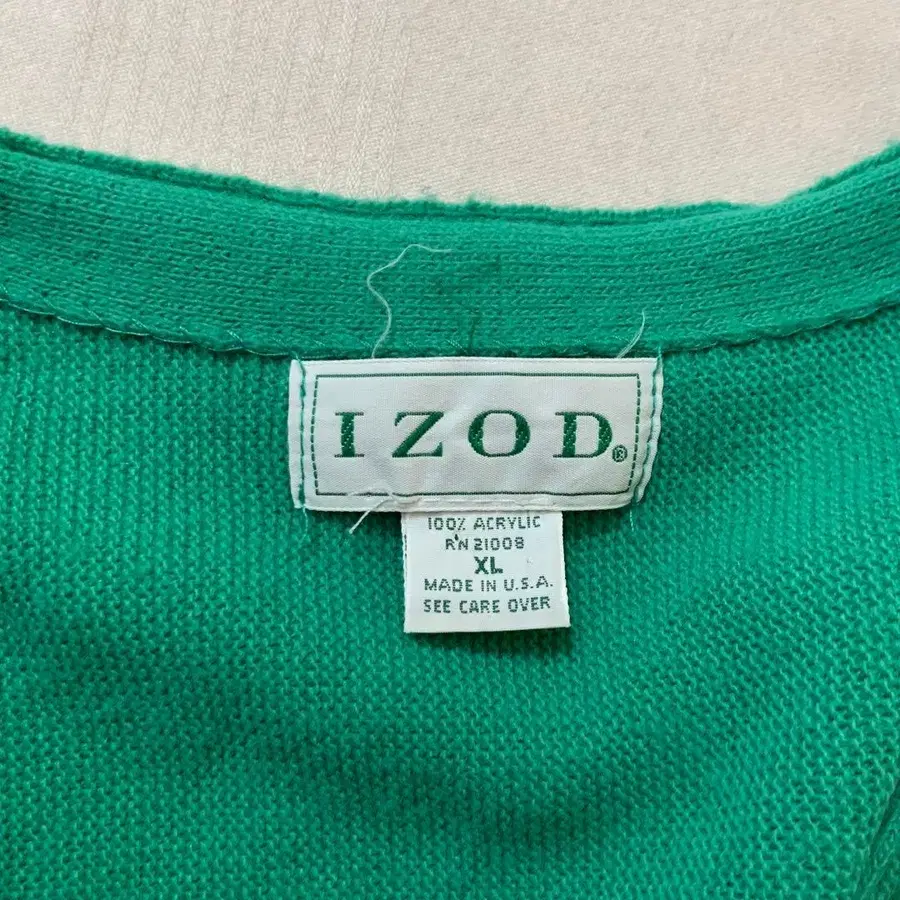 IZOD®
100% ACRYLIC
RN 21008
XL
MADE IN U.S.A.
SEE CARE OVER